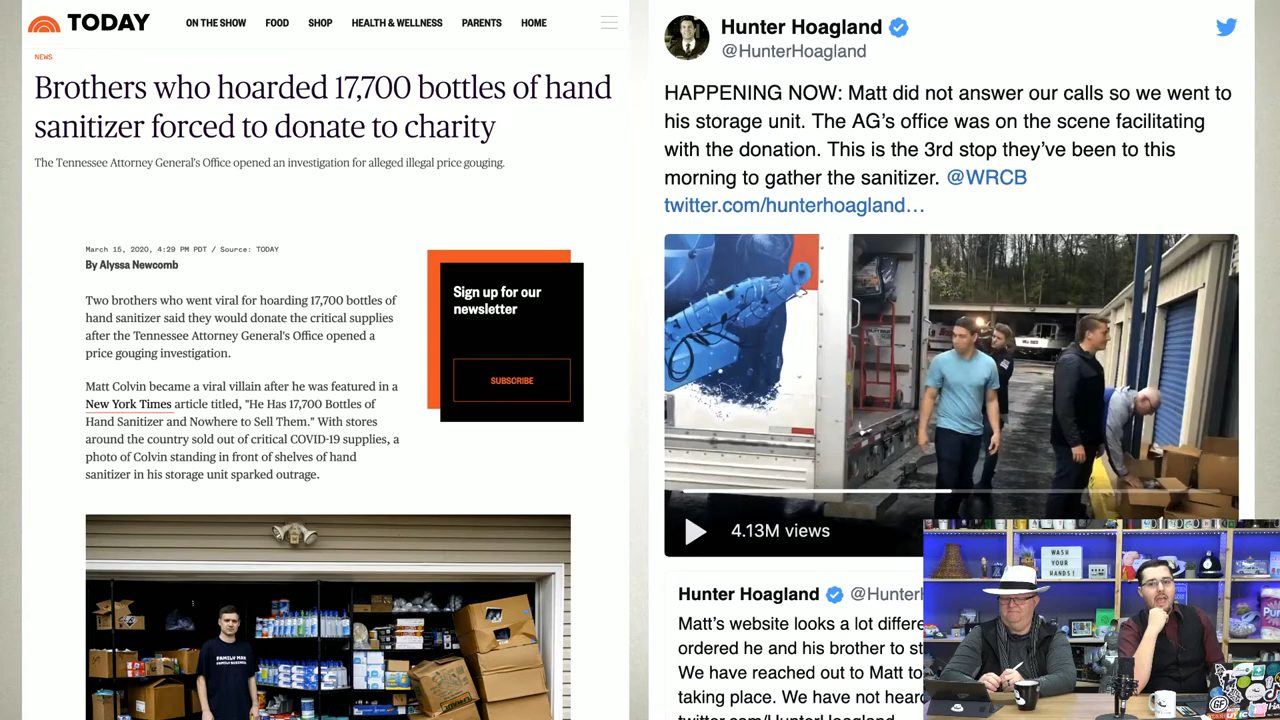 TODAY
ON THE SHOW
FOOD
SHOP
HEALTH & WELLNESS
PARENTS
HOME
NEWS
Brothers who hoarded 17,700 bottles of hand
sanitizer forced to donate to charity
The Tennessee Attorney General's Office opened an investigation for alleged illegal price gouging.
March 15, 2020, 4:29 PM PDT / Source: TODAY
By Alyssa Newcomb
Two brothers who went viral for hoarding 17,700 bottles of
hand sanitizer said they would donate the critical supplies
after the Tennessee Attorney General's Office opened a
price gouging investigation.
Matt Colvin became a viral villain after he was featured in a
New York Times article titled, "He Has 17,700 Bottles of
Hand Sanitizer and Nowhere to Sell Them." With stores
around the country sold out of critical COVID-19 supplies, a
photo of Colvin standing in front of shelves of hand
sanitizer in his storage unit sparked outrage.
Sign up for our
newsletter
SUBSCRIBE
FAMILY MAN
FAMILY BUSINESS
Hunter Hoagland
@HunterHoagland
HAPPENING NOW: Matt did not answer our calls so we went to
his storage unit. The AG's office was on the scene facilitating
with the donation. This is the 3rd stop they've been to this
morning to gather the sanitizer. @WRCB
twitter.com/hunterhoagland…
4.13M views
Hunter Hoagland @Hunter
Matt's website looks a lot differe
ordered he and his brother to st
We have reached out to Matt to
taking place. We have not heard
twitter.com/HunterHoagland
WASH
YOUR
HANDS!
GF